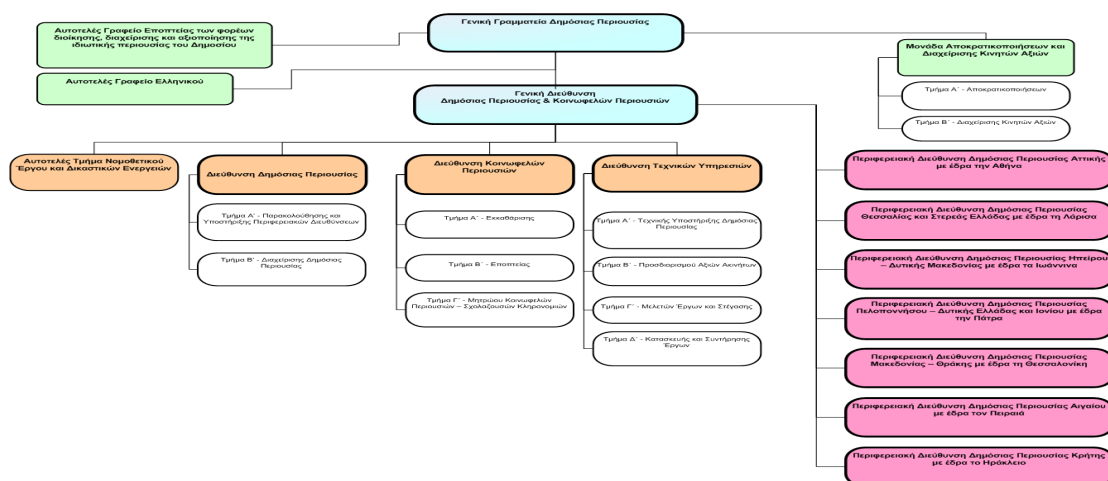 Γενική Γραμματεία Δημόσιας Περιουσίας
Αυτοτελές Γραφείο Εποπτείας των φορέων
διοίκησης, διαχείρισης και αξιοποίησης της
ιδιωτικής περιουσίας του Δημοσίου
Αυτοτελές Γραφείο Ελληνικού
Μονάδα Αποκρατικοποιήσεων και
Διαχείρισης Κινητών Αξιών
Τμήμα Α΄ - Αποκρατικοποιήσεων
Τμήμα Β΄ - Διαχείρισης Κινητών Αξιών
Γενική Διεύθυνση
Δημόσιας Περιουσίας & Κοινωφελών Περιουσιών
Αυτοτελές Τμήμα Νομοθετικού
Έργου και Δικαστικών Ενεργειών
Διεύθυνση Δημόσιας Περιουσίας
Τμήμα Α' - Παρακολούθησης και
Υποστήριξης Περιφερειακών Διευθύνσεων
Τμήμα Β' - Διαχείρισης Δημόσιας
Περιουσίας
Διεύθυνση Κοινωφελών
Περιουσιών
Τμήμα Α΄ - Εκκαθάρισης
Τμήμα Β΄ - Εποπτείας
Τμήμα Γ΄ - Μητρώου Κοινωφελών
Περιουσιών – Σχολαζουσών Κληρονομιών
Διεύθυνση Τεχνικών Υπηρεσιών
Τμήμα Α΄ - Τεχνικής Υποστήριξης Δημόσιας
Περιουσίας
Τμήμα Β΄ - Προσδιορισμού Αξιών Ακινήτων
Τμήμα Γ΄ - Μελετών Έργων και Στέγασης
Τμήμα Δ΄ - Κατασκευής και Συντήρησης
Έργων
Περιφερειακή Διεύθυνση Δημόσιας Περιουσίας Αττικής
με έδρα την Αθήνα
Περιφερειακή Διεύθυνση Δημόσιας Περιουσίας
Θεσσαλίας και Στερεάς Ελλάδας με έδρα τη Λάρισα
Περιφερειακή Διεύθυνση Δημόσιας Περιουσίας Ηπείρου
– Δυτικής Μακεδονίας με έδρα τα Ιωάννινα
Περιφερειακή Διεύθυνση Δημόσιας Περιουσίας
Πελοποννήσου – Δυτικής Ελλάδας και Ιονίου με έδρα
την Πάτρα
Περιφερειακή Διεύθυνση Δημόσιας Περιουσίας
Μακεδονίας – Θράκης με έδρα τη Θεσσαλονίκη
Περιφερειακή Διεύθυνση Δημόσιας Περιουσίας Αιγαίου
με έδρα τον Πειραιά
Περιφερειακή Διεύθυνση Δημόσιας Περιουσίας Κρήτης
με έδρα το Ηράκλειο